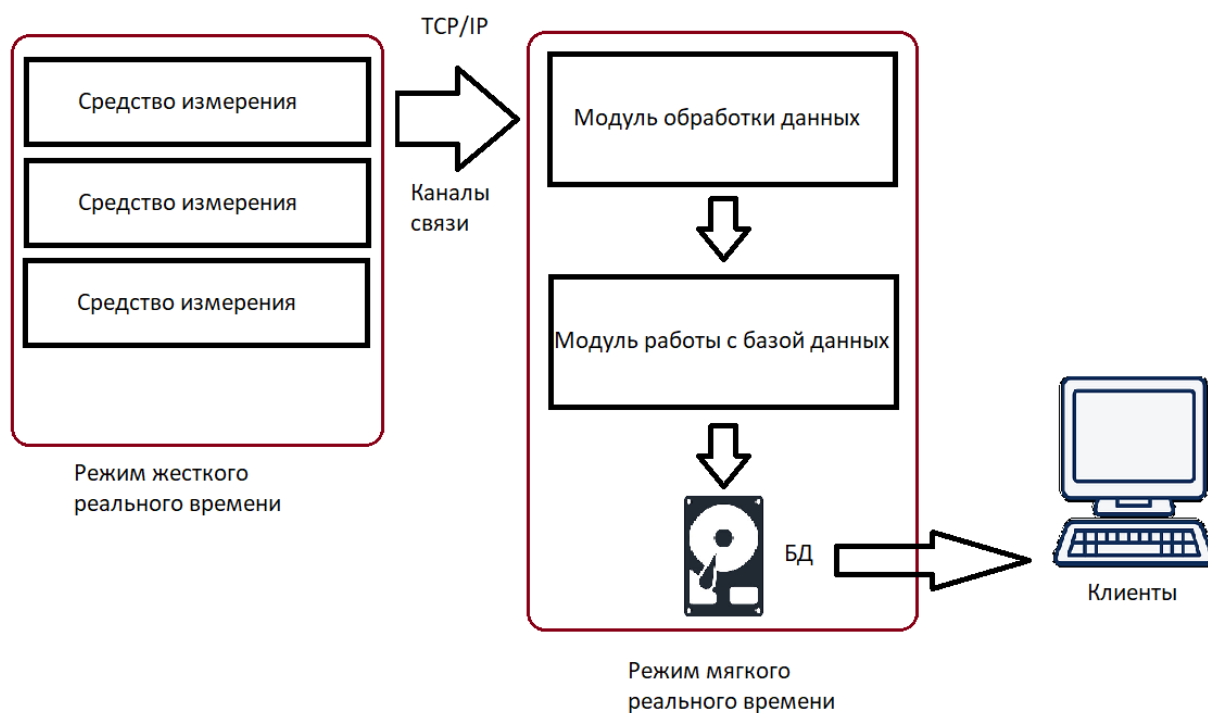 Средство измерения
Средство измерения
Средство измерения
Режим жесткого
реального времени
TCP/IP
Каналы
связи
Модуль обработки данных
Модуль работы с базой данных
БД
Режим мягкого
реального времени
Клиенты